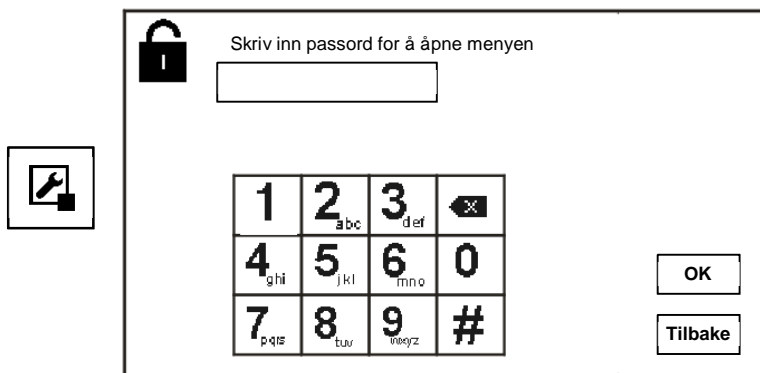 Skriv inn passord for å åpne menyen
1 2 abc 3 def X
4 ghi 5 jkl 6 mno 0
7 pqrs 8 tuv 9 wxyz #
OK
Tilbake